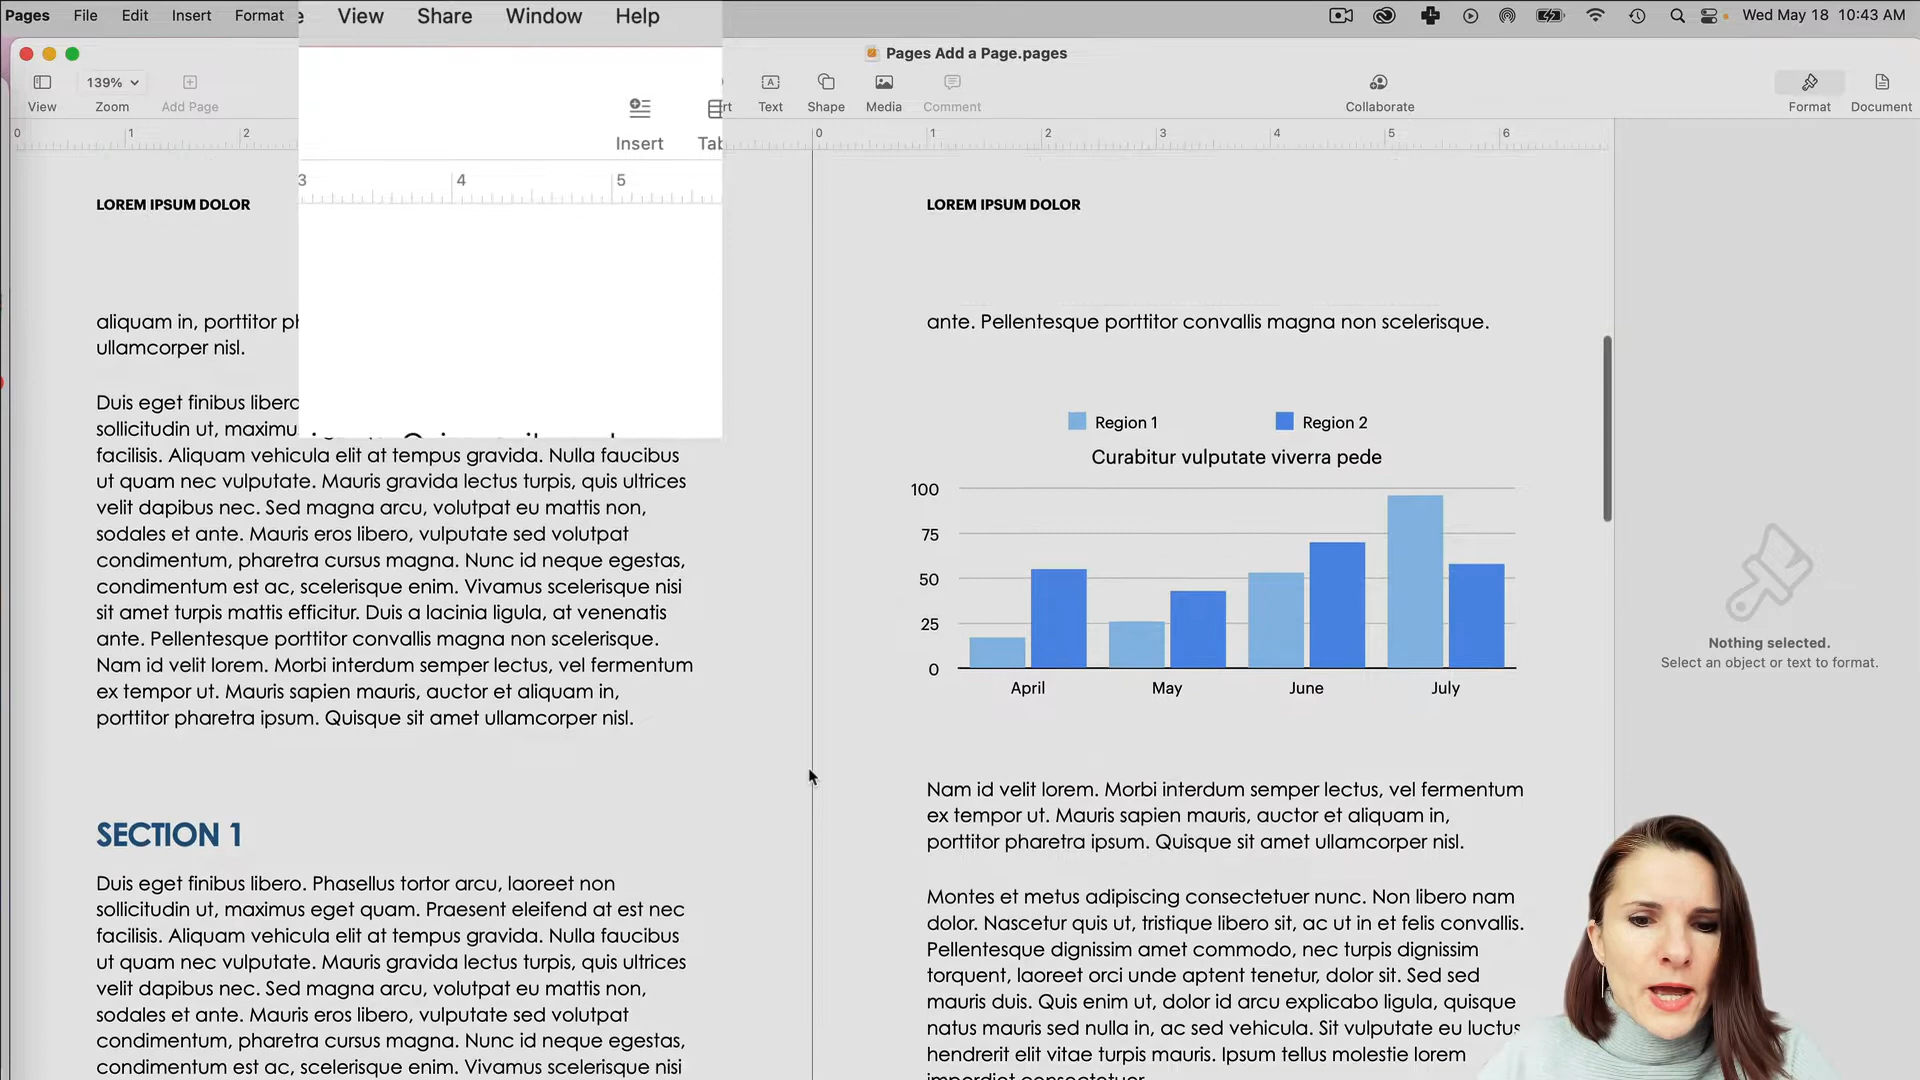 Pages File Edit Insert Format View Share Window Help Wed May 18 10:43 AM
Pages Add a Page.pages
139%
View Zoom Add Page Insert Text Shape Media Comment Collaborate Format Document
0 1 2 3 4 5 0 1 2 3 4 5 6
LOREM IPSUM DOLOR
aliquam in, porttitor
ullamcorper nisl.
Duis eget finibus libero
sollicitudin ut,
facilisis. Aliquam vehicula elit at tempus gravida. Nulla faucibus
ut quam nec vulputate. Mauris gravida lectus turpis, quis ultrices
velit dapibus nec. Sed magna arcu, volutpat eu mattis non,
sodales et ante. Mauris eros libero, vulputate sed volutpat
condimentum, pharetra cursus magna. Nunc id neque egestas,
condimentum est ac, scelerisque enim. Vivamus scelerisque nisi
sit amet turpis mattis efficitur. Duis a lacinia ligula, at venenatis
ante. Pellentesque porttitor convallis magna non scelerisque.
Nam id velit lorem. Morbi interdum semper lectus, vel fermentum
ex tempor ut. Mauris sapien mauris, auctor et aliquam in,
porttitor pharetra ipsum. Quisque sit amet ullamcorper nisl.
SECTION 1
Duis eget finibus libero. Phasellus tortor arcu, laoreet non
sollicitudin ut, maximus eget quam. Praesent eleifend at est nec
facilisis. Aliquam vehicula elit at tempus gravida. Nulla faucibus
ut quam nec vulputate. Mauris gravida lectus turpis, quis ultrices
velit dapibus nec. Sed magna arcu, volutpat eu mattis non,
sodales et ante. Mauris eros libero, vulputate sed volutpat
condimentum, pharetra cursus magna. Nunc id neque egestas,
condimentum est ac, scelerisque enim. Vivamus scelerisque nisi
LOREM IPSUM DOLOR
ante. Pellentesque porttitor convallis magna non scelerisque.
Region 1 Region 2
Curabitur vulputate viverra pede
100
75
50
25
0
April May June July
Nam id velit lorem. Morbi interdum semper lectus, vel fermentum
ex tempor ut. Mauris sapien mauris, auctor et aliquam in,
porttitor pharetra ipsum. Quisque sit amet ullamcorper nisl.
Montes et metus adipiscing consectetuer nunc. Non libero nam
dolor. Nascetur quis ut, tristique libero sit, ac ut in et felis convallis.
Pellentesque dignissim amet commodo, nec turpis dignissim
torquent, laoreet orci unde aptent tenetur, dolor sit. Sed sed
mauris duis. Quis enim ut, dolor id arcu explicabo ligula, quisque
natus mauris sed nulla in, ac sed vehicula. Sit vulputate eu luctus
hendrerit elit vitae turpis mauris. Ipsum tellus molestie lorem
Nothing selected.
Select an object or text to format.